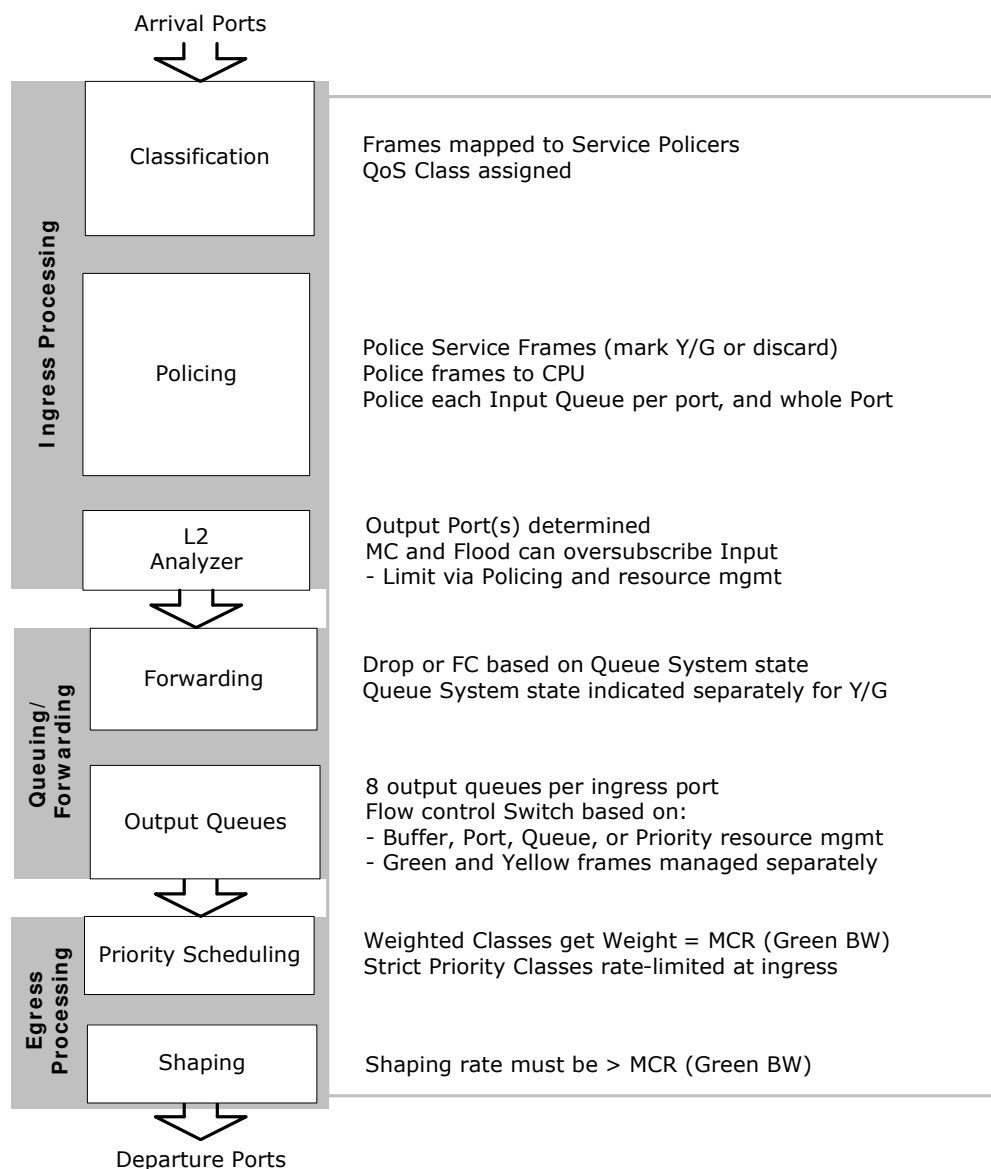 Arrival Ports
Ingress Processing
Classification
Frames mapped to Service Policers
QoS Class assigned
Policing
Police Service Frames (mark Y/G or discard)
Police frames to CPU
Police each Input Queue per port, and whole Port
L2
Analyzer
Output Port(s) determined
MC and Flood can oversubscribe Input
- Limit via Policing and resource mgmt
Queuing/
Forwarding
Forwarding
Drop or FC based on Queue System state
Queue System state indicated separately for Y/G
Output Queues
8 output queues per ingress port
Flow control Switch based on:
- Buffer, Port, Queue, or Priority resource mgmt
- Green and Yellow frames managed separately
Egress
Processing
Priority Scheduling
Weighted Classes get Weight = MCR (Green BW)
Strict Priority Classes rate-limited at ingress
Shaping
Shaping rate must be > MCR (Green BW)
Departure Ports